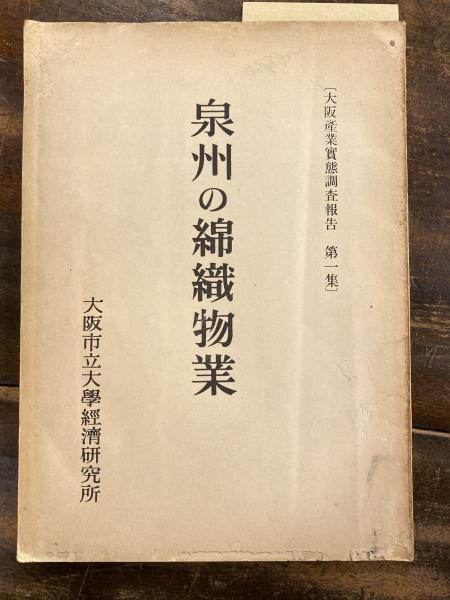 〔大阪産業實態調査報告 第一集〕
泉州の綿織物業
大阪市立大學經濟研究所